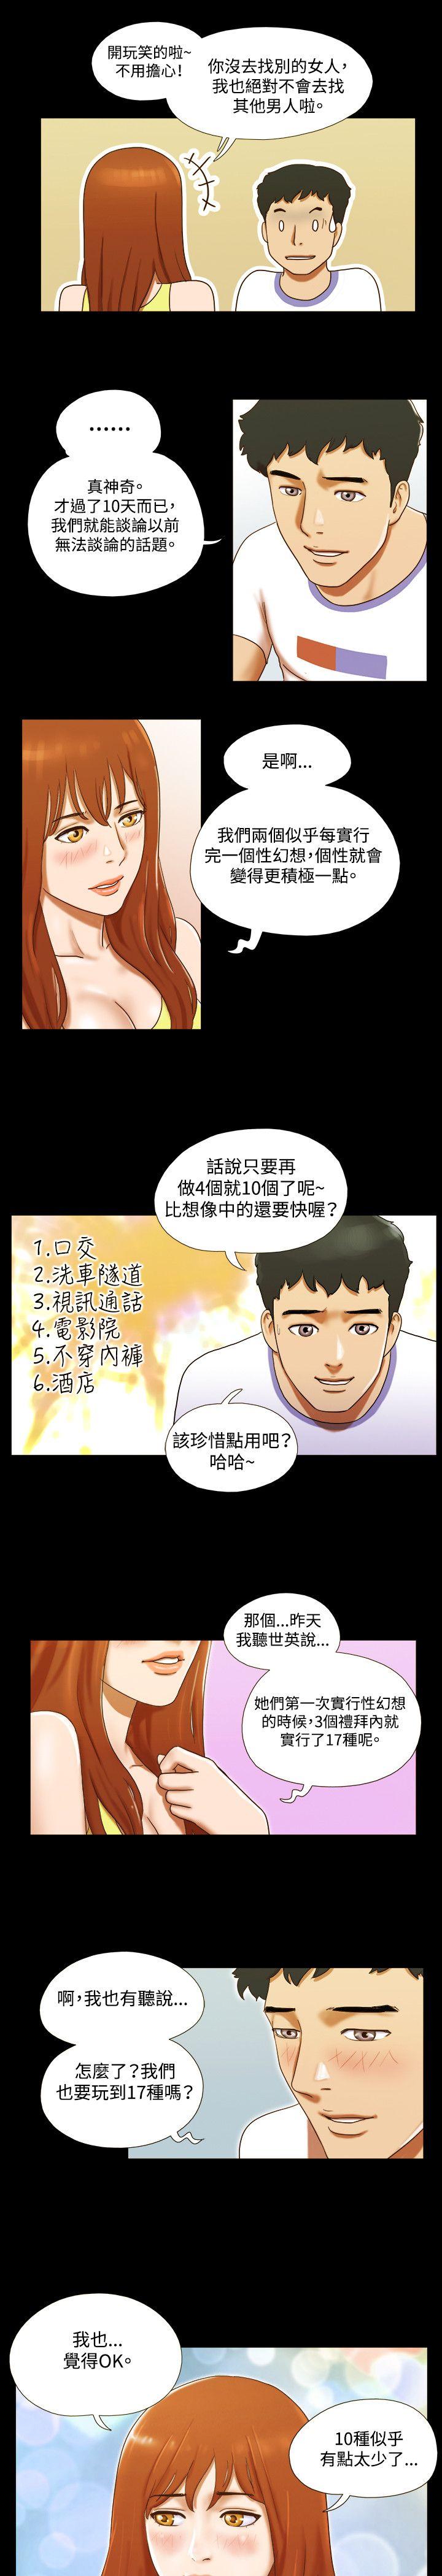 開玩笑的啦~
不用擔心!
你沒去找別的女人,
我也絕對不會去找
其他男人啦。
......
真神奇。
才過了10天而已,
我們就能談論以前
無法談論的話題。
是啊...
我們兩個似乎每實行
完一個性幻想,個性就會
變得更積極一點。
話說只要再
做4個就10個了呢~
比想像中的還要快喔?
1.口交
2.洗車隧道
3.視訊通話
4.電影院
5.不穿內褲
6.酒店
該珍惜點用吧?
哈哈~
那個...昨天
我聽世英說...
她們第一次實行性幻想
的時候,3個禮拜內就
實行了17種呢。
啊,我也有聽說...
怎麼了?我們
也要玩到17種嗎?
我也...
覺得OK。
10種似乎
有點太少了...